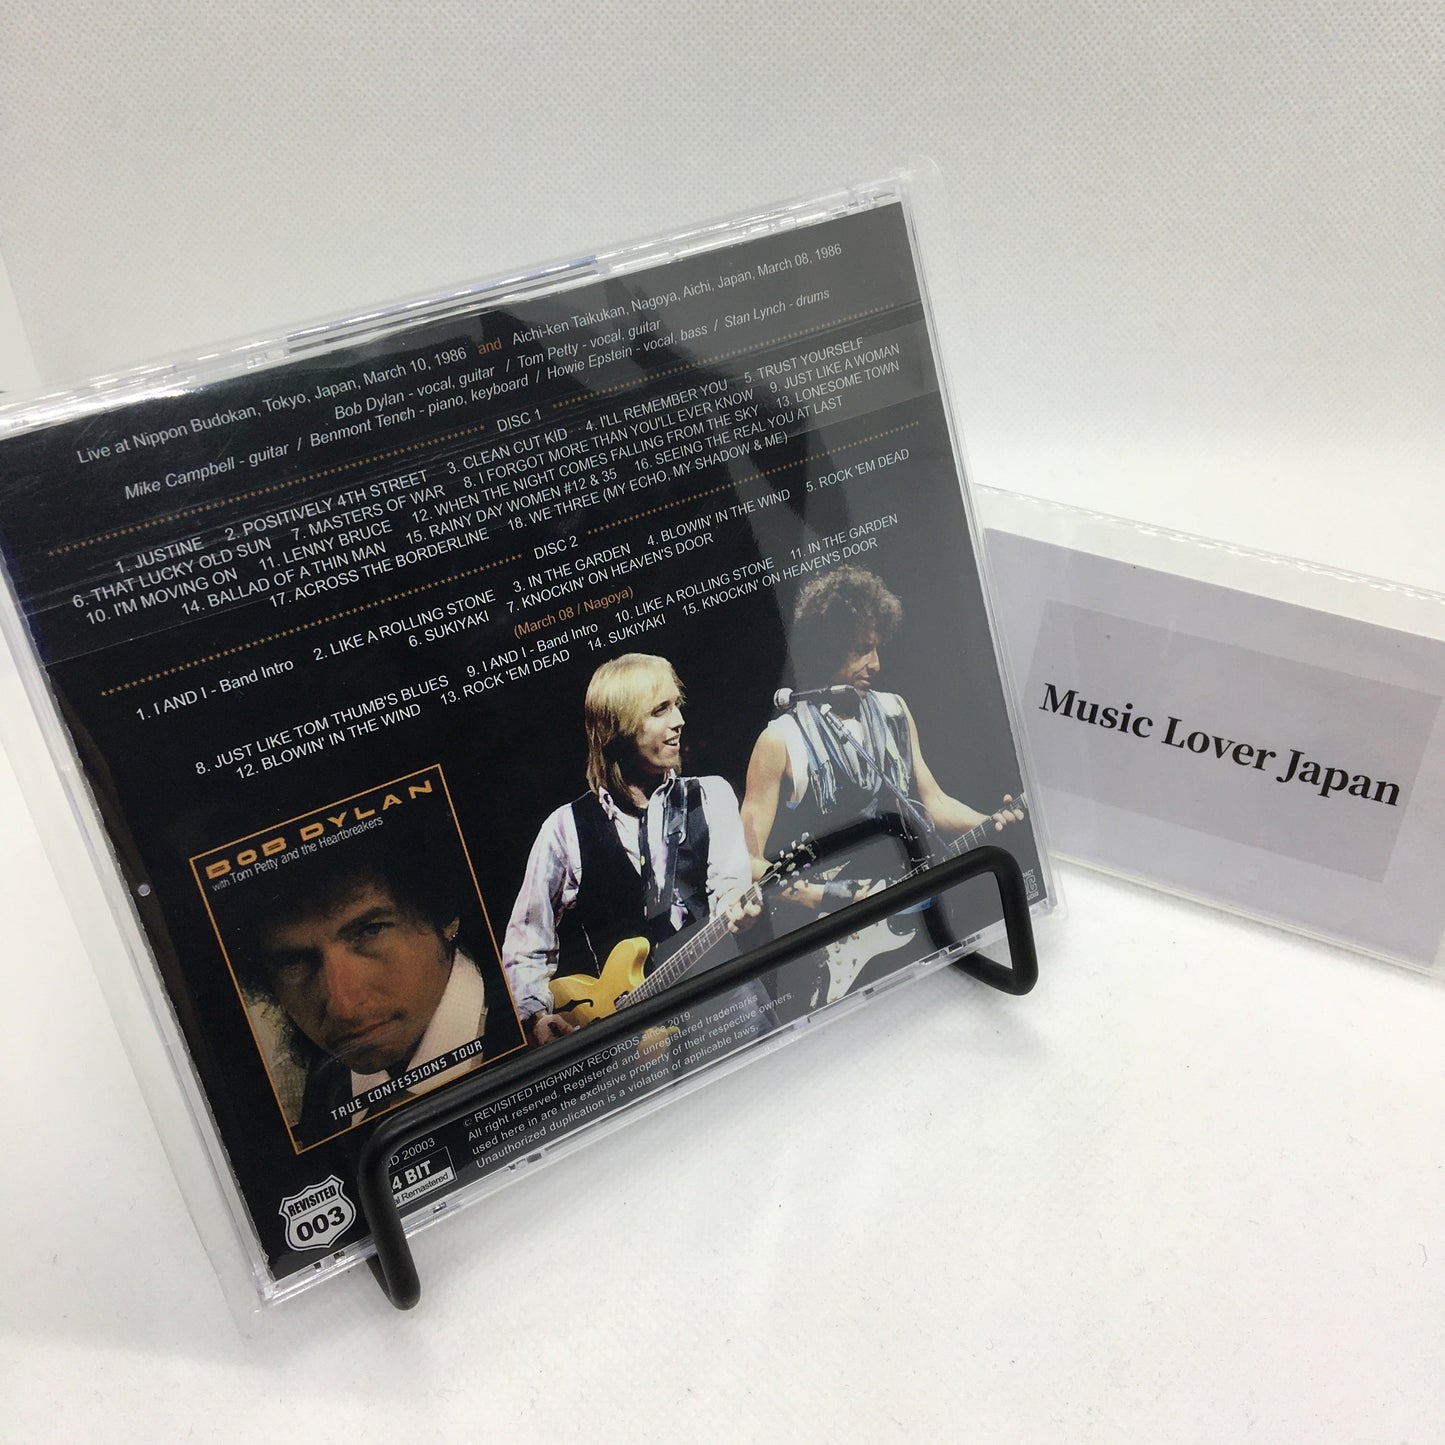 Live at Nippon Budokan, Tokyo, Japan, March 10, 1986 and Aichi-ken Taikukan, Nagoya, Aichi, Japan, March 08, 1986
Bob Dylan - vocal, guitar / Tom Petty - vocal, guitar
Mike Campbell - guitar / Benmont Tench - piano, keyboard / Howie Epstein - vocal, bass / Stan Lynch - drums
DISC 1
1. JUSTINE 2. POSITIVELY 4TH STREET 3. CLEAN CUT KID 4. I'LL REMEMBER YOU 5. TRUST YOURSELF
6. THAT LUCKY OLD SUN 7. MASTERS OF WAR 8. I FORGOT MORE THAN YOU'LL EVER KNOW 9. JUST LIKE A WOMAN
10. I'M MOVING ON 11. LENNY BRUCE 12. WHEN THE NIGHT COMES FALLING FROM THE SKY 13. LONESOME TOWN
14. BALLAD OF A THIN MAN 15. RAINY DAY WOMEN #12 & 35 16. SEEING THE REAL YOU AT LAST
17. ACROSS THE BORDERLINE 18. WE THREE (MY ECHO, MY SHADOW & ME)
DISC 2
1. I AND I - Band Intro 2. LIKE A ROLLING STONE 3. IN THE GARDEN 4. BLOWIN' IN THE WIND 5. ROCK 'EM DEAD
6. SUKIYAKI 7. KNOCKIN' ON HEAVEN'S DOOR
(March 08 / Nagoya)
8. JUST LIKE TOM THUMB'S BLUES 9. I AND I - Band Intro 10. LIKE A ROLLING STONE 11. IN THE GARDEN
12. BLOWIN' IN THE WIND 13. ROCK 'EM DEAD 14. SUKIYAKI 15. KNOCKIN' ON HEAVEN'S DOOR
BOB DYLAN
with Tom Petty and the Heartbreakers
TRUE CONFESSIONS TOUR
REVISITED
003
D 20003
4 BIT
al Remastered
© REVISITED HIGHWAY RECORDS since 2019
All right reserved. Registered and unregistered trademarks
used here in are the exclusive property of their respective owners.
Unauthorized duplication is a violation of applicable laws.
Music Lover Japan